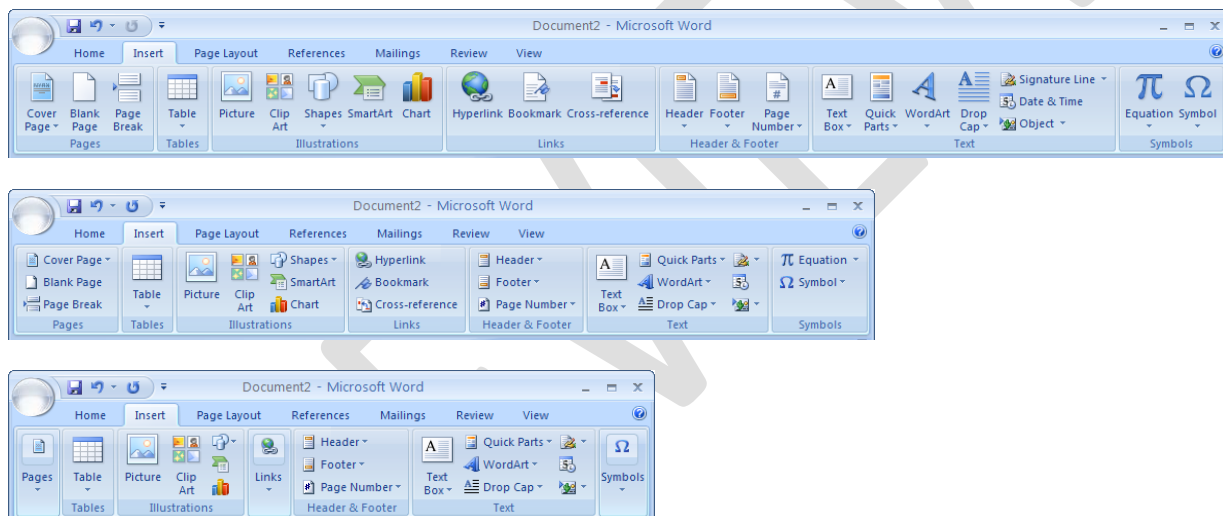 Document2 - Microsoft Word
Home Insert Page Layout References Mailings Review View
Cover Page Blank Page Page Break Table Picture Clip Art Shapes SmartArt Chart Hyperlink Bookmark Cross-reference Header Footer Page Number Text Box Quick Parts WordArt Drop Cap Signature Line Date & Time Object Equation Symbol
Pages Tables Illustrations Links Header & Footer Text Symbols
Document2 - Microsoft Word
Home Insert Page Layout References Mailings Review View
Cover Page Shapes Hyperlink Header Quick Parts π Equation
Blank Page Table Picture Clip Art SmartArt Bookmark Footer Text Box WordArt Ω Symbol
Page Break Chart Cross-reference Page Number Drop Cap
Pages Tables Illustrations Links Header & Footer Text Symbols
Document2 - Microsoft Word
Home Insert Page Layout References Mailings Review View
Header Quick Parts
Pages Table Picture Clip Art Links Footer Text Box WordArt Symbols
Page Number Drop Cap
Tables Illustrations Header & Footer Text